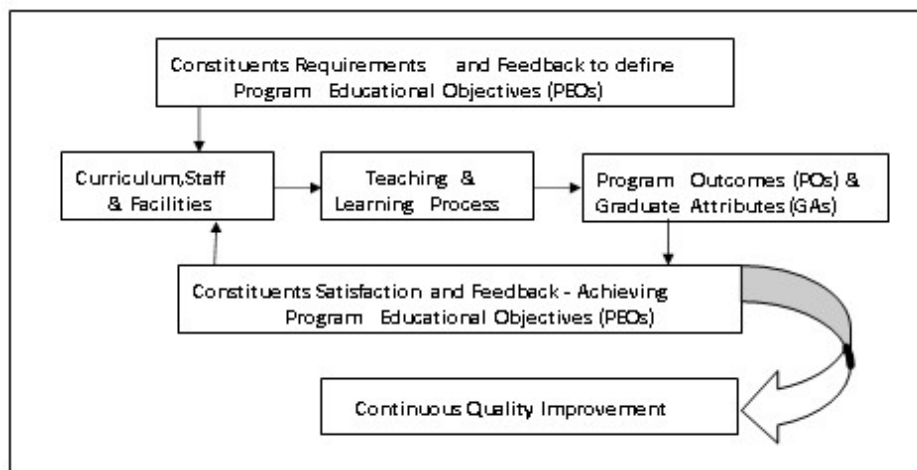 Constituents Requirements and Feedback to define
Program Educational Objectives (PEOs)
Curriculum,Staff
& Facilities
Teaching &
Learning Process
Program Outcomes (POs) &
Graduate Attributes (GAs)
Constituents Satisfaction and Feedback - Achieving
Program Educational Objectives (PEOs)
Continuous Quality Improvement